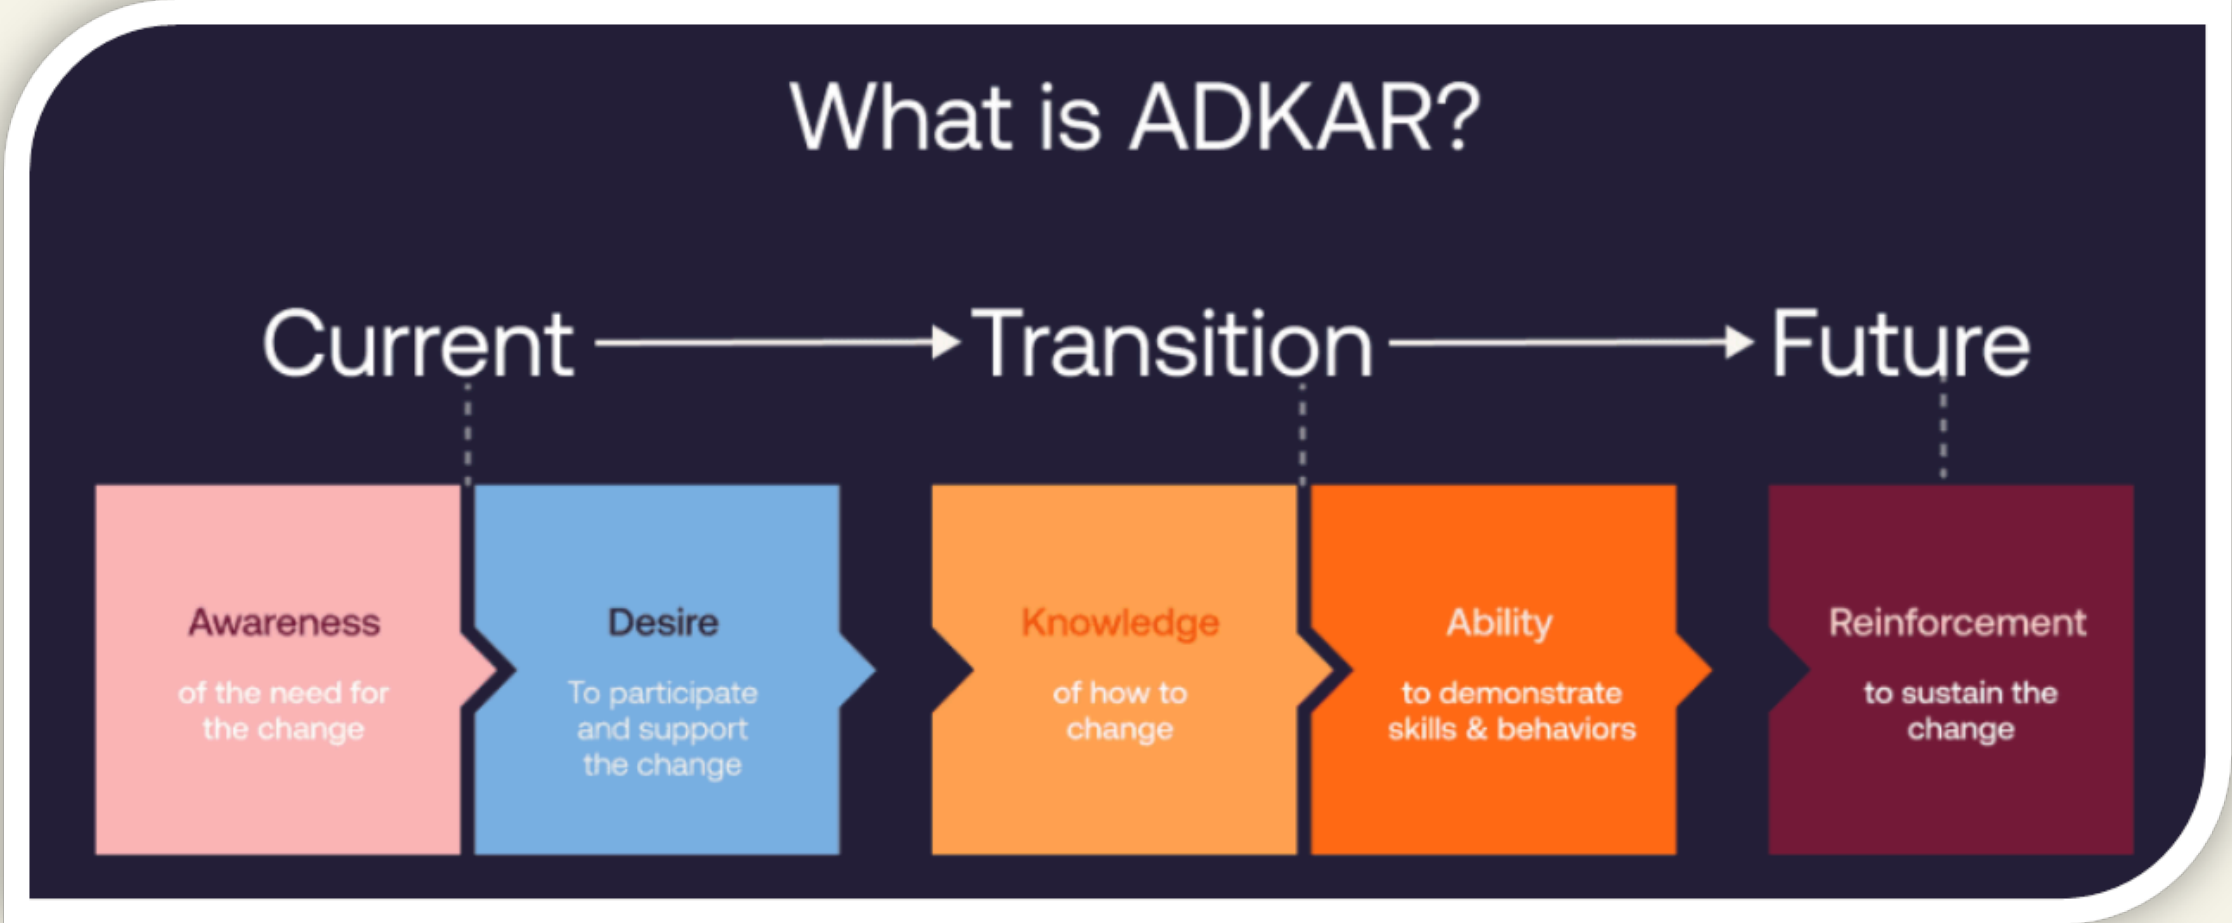 What is ADKAR?
Current
Transition
Future
Awareness
of the need for
the change
Desire
To participate
and support
the change
Knowledge
of how to
change
Ability
to demonstrate
skills & behaviors
Reinforcement
to sustain the
change